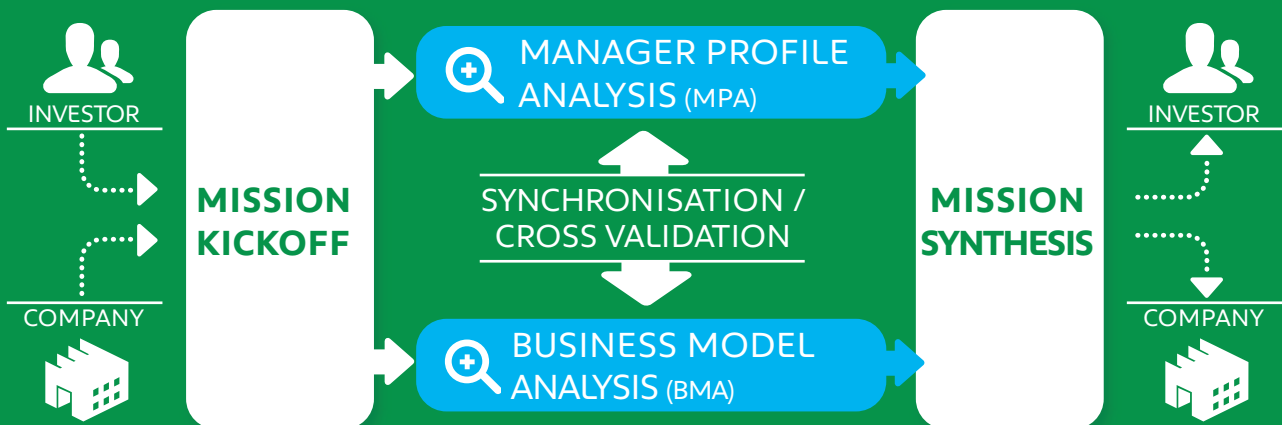 INVESTOR
COMPANY
MISSION
KICKOFF
MANAGER PROFILE
ANALYSIS (MPA)
SYNCHRONISATION /
CROSS VALIDATION
BUSINESS MODEL
ANALYSIS (BMA)
MISSION
SYNTHESIS
INVESTOR
COMPANY